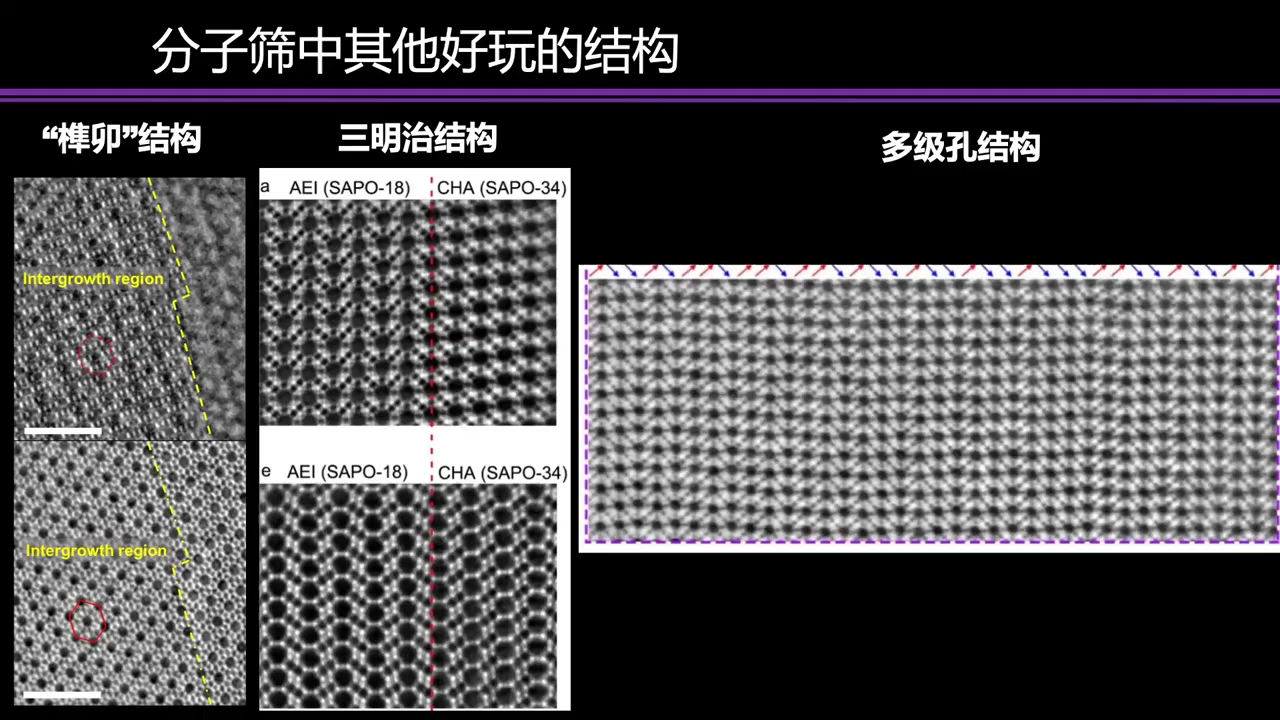 分子筛中其他好玩的结构
“榫卯”结构
三明治结构
多级孔结构
Intergrowth region
Intergrowth region
a AEI (SAPO-18) CHA (SAPO-34)
e AEI (SAPO-18) CHA (SAPO-34)